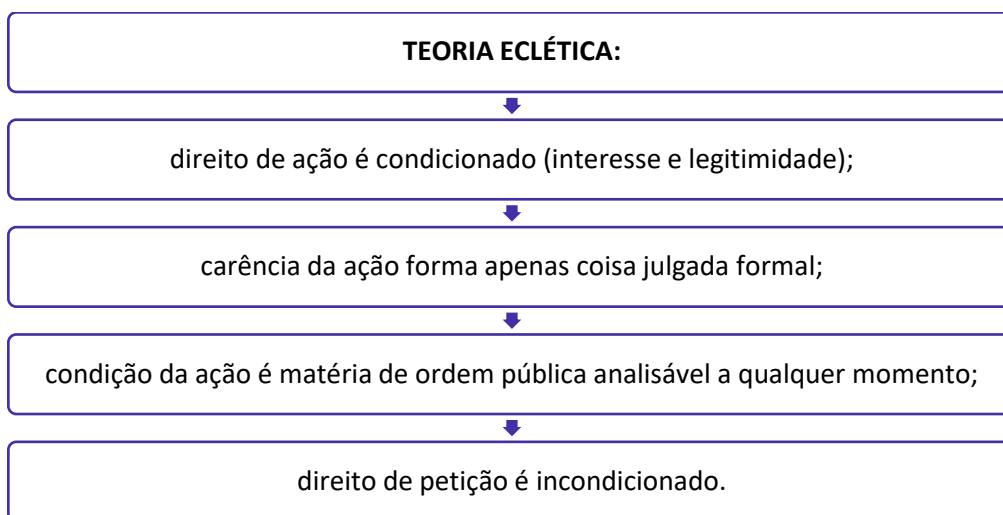 TEORIA ECLÉTICA:
direito de ação é condicionado (interesse e legitimidade);
carência da ação forma apenas coisa julgada formal;
condição da ação é matéria de ordem pública analisável a qualquer momento;
direito de petição é incondicionado.